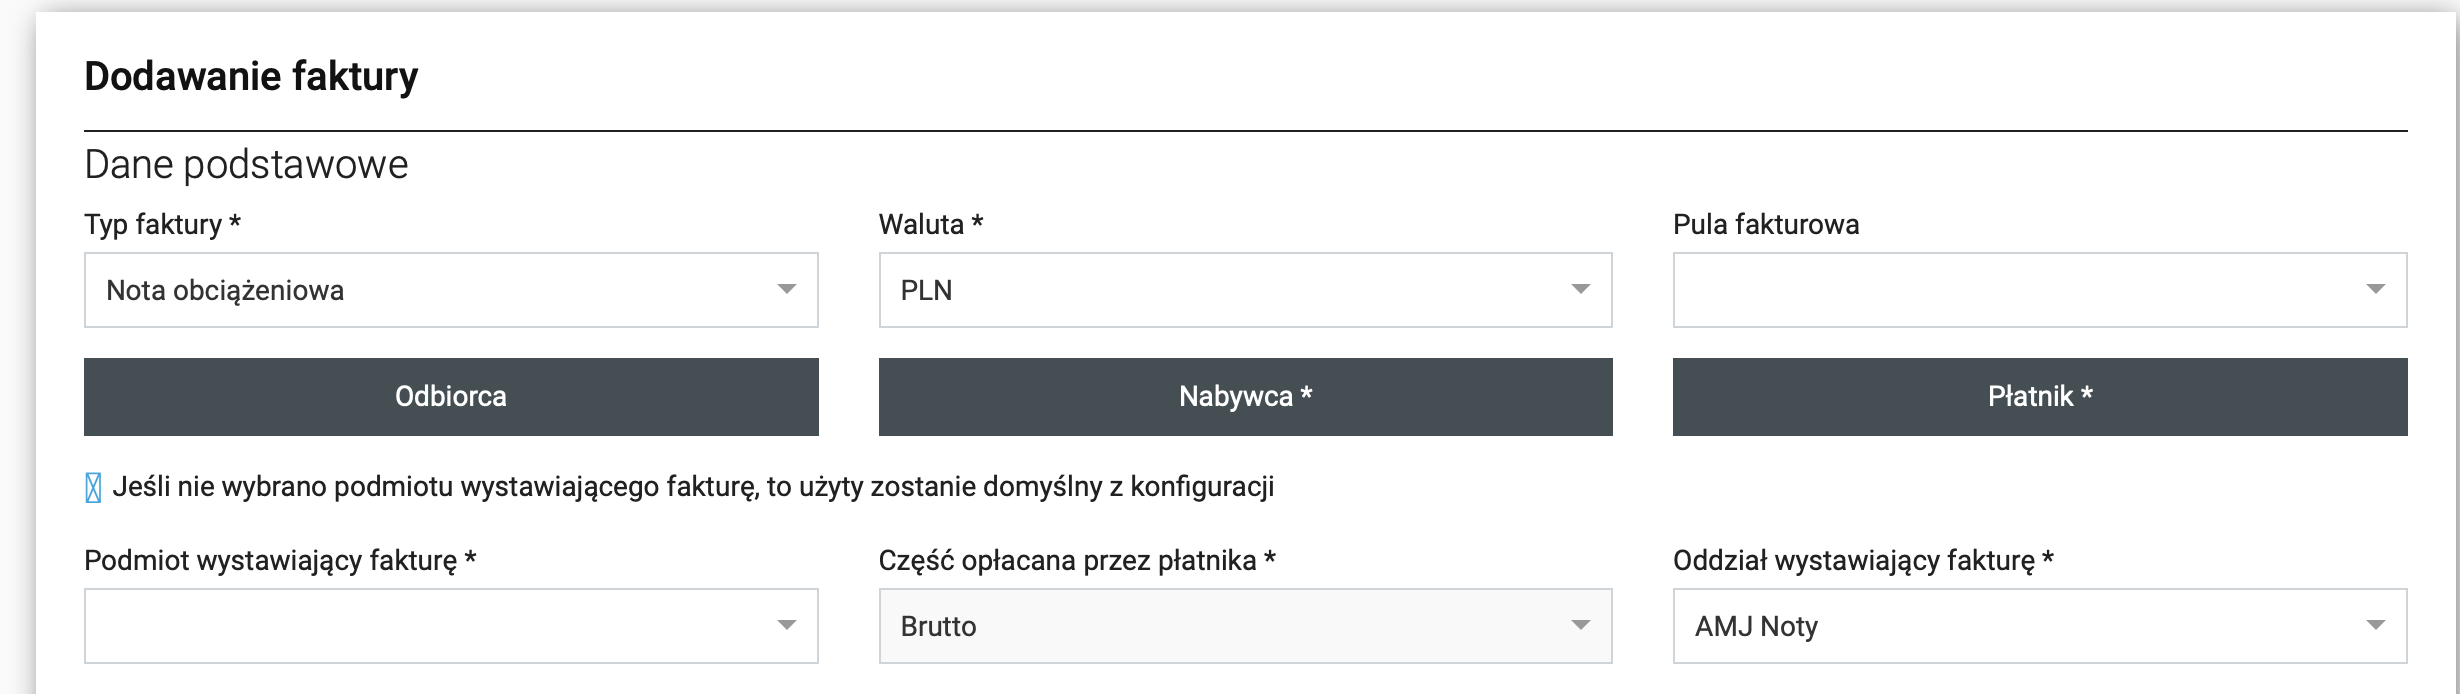 Dodawanie faktury
Dane podstawowe
Typ faktury * Waluta * Pula fakturowa
Nota obciążeniowa PLN
Odbiorca Nabywca * Płatnik *
Jeśli nie wybrano podmiotu wystawiającego fakturę, to użyty zostanie domyślny z konfiguracji
Podmiot wystawiający fakturę * Część opłacana przez płatnika * Oddział wystawiający fakturę *
Brutto AMJ Noty